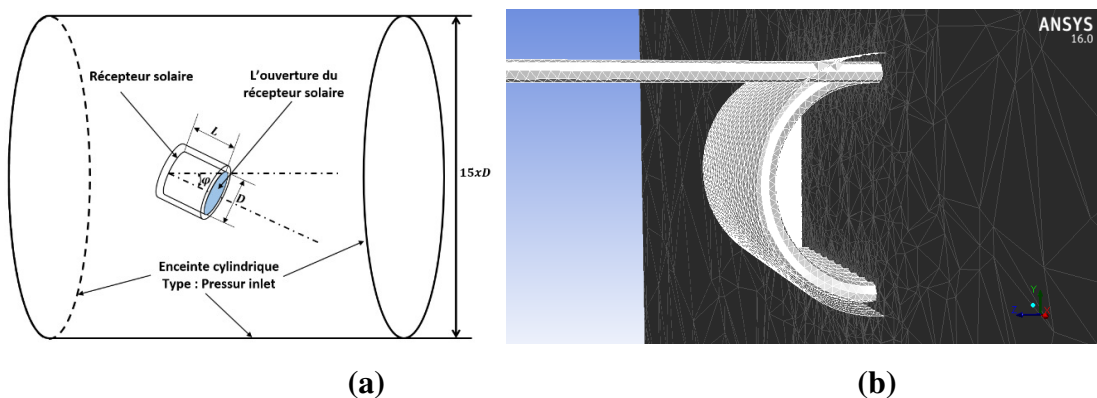 Récepteur solaire
L'ouverture du
récepteur solaire
L
φ
D
15xD
Enceinte cylindrique
Type : Pressur inlet
(a)
ANSYS
16.0
Y
Z
X
(b)